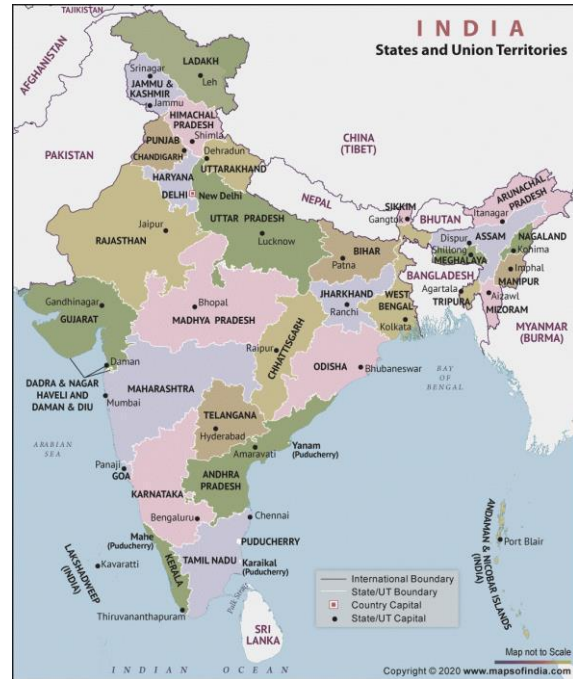 INDIA
States and Union Territories
TAJIKISTAN
AFGHANISTAN
LADAKH
Srinagar
Leh
JAMMU &
KASHMIR
Jammu
HIMACHAL
PRADESH
Shimla
PUNJAB
CHANDIGARH
Dehradun
UTTARAKHAND
PAKISTAN
CHINA
(TIBET)
HARYANA
DELHI
New Delhi
NEPAL
ARUNACHAL
PRADESH
SIKKIM
Gangtok
BHUTAN
Itanagar
UTTAR PRADESH
Lucknow
Jaipur
RAJASTHAN
Dispur
ASSAM
NAGALAND
Shillong
Kohima
MEGHALAYA
BIHAR
Patna
Imphal
MANIPUR
BANGLADESH
Agartala
Aizawl
TRIPURA
MIZORAM
Gandhinagar
GUJARAT
Bhopal
MADHYA PRADESH
JHARKHAND
Ranchi
WEST
BENGAL
Kolkata
MYANMAR
(BURMA)
Raipur
CHHATTISGARH
ODISHA
Bhubaneswar
BAY
OF
BENGAL
Daman
DADRA & NAGAR
HAVELI AND
DAMAN & DIU
Mumbai
MAHARASHTRA
TELANGANA
Hyderabad
ARABIAN
SEA
Amaravati
Yanam
(Puducherry)
Panaji
GOA
KARNATAKA
ANDHRA
PRADESH
Bengaluru
Chennai
Mahe
(Puducherry)
PUDUCHERRY
TAMIL NADU
Karaikal
(Puducherry)
KERALA
LAKSHADWEEP
(INDIA)
Kavaratti
Thiruvananthapuram
Palk Strait
SRI
LANKA
ANDAMAN & NICOBAR ISLANDS
(INDIA)
Port Blair
International Boundary
State/UT Boundary
Country Capital
State/UT Capital
INDIAN OCEAN
Map not to Scale
Copyright © 2020 www.mapsofindia.com